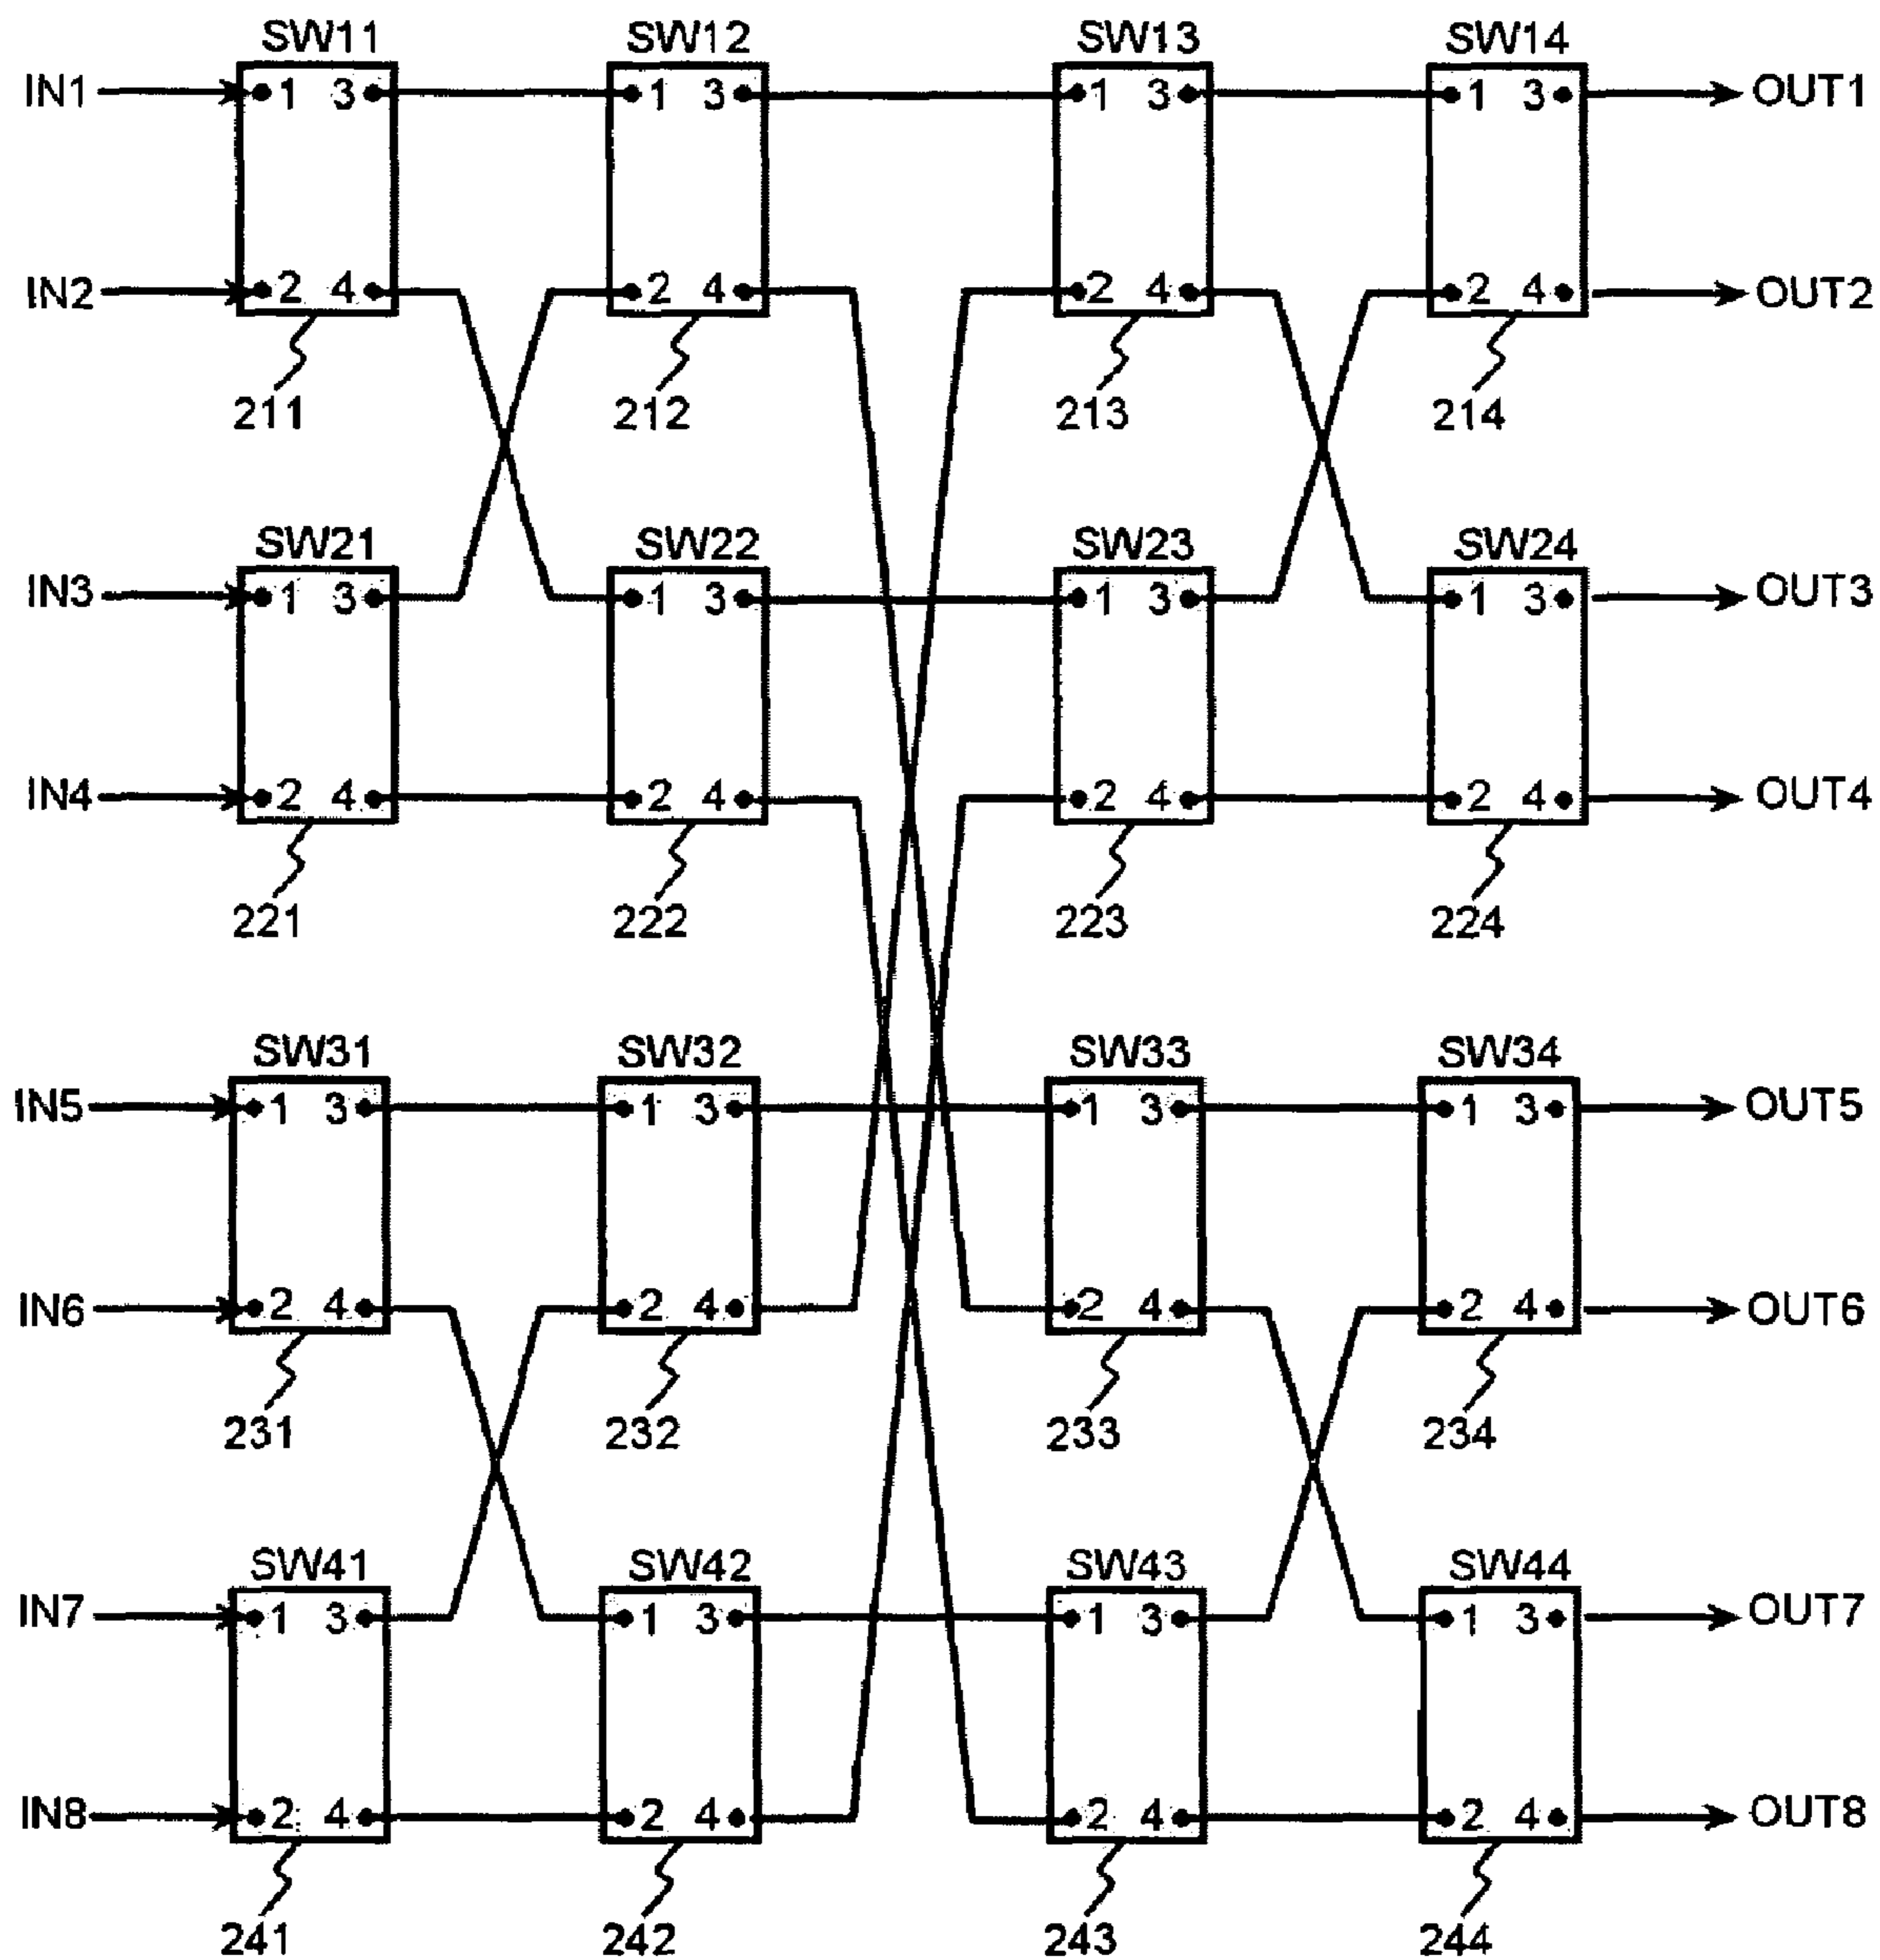 SW11 SW12 SW13 SW14
IN1 1 3 1 3 1 3 1 3 OUT1
IN2 2 4 2 4 2 4 2 4 OUT2
211 212 213 214
SW21 SW22 SW23 SW24
IN3 1 3 1 3 1 3 1 3 OUT3
IN4 2 4 2 4 2 4 2 4 OUT4
221 222 223 224
SW31 SW32 SW33 SW34
IN5 1 3 1 3 1 3 1 3 OUT5
IN6 2 4 2 4 2 4 2 4 OUT6
231 232 233 234
SW41 SW42 SW43 SW44
IN7 1 3 1 3 1 3 1 3 OUT7
IN8 2 4 2 4 2 4 2 4 OUT8
241 242 243 244